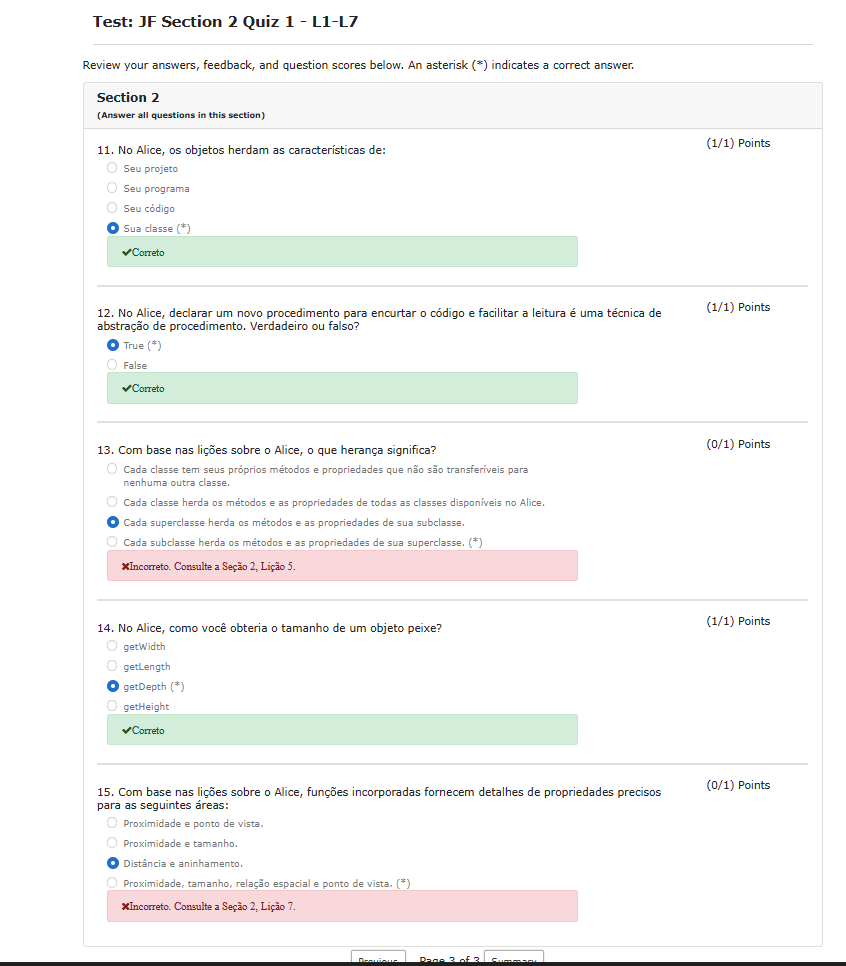 Test: JF Section 2 Quiz 1 - L1-L7
Review your answers, feedback, and question scores below. An asterisk (*) indicates a correct answer.
Section 2
(Answer all questions in this section)
11. No Alice, os objetos herdam as características de:
(1/1) Points
Seu projeto
Seu programa
Seu código
Sua classe (*)
✔Correto
12. No Alice, declarar um novo procedimento para encurtar o código e facilitar a leitura é uma técnica de
abstração de procedimento. Verdadeiro ou falso?
(1/1) Points
True (*)
False
✔Correto
13. Com base nas lições sobre o Alice, o que herança significa?
(0/1) Points
Cada classe tem seus próprios métodos e propriedades que não são transferíveis para
nenhuma outra classe.
Cada classe herda os métodos e as propriedades de todas as classes disponíveis no Alice.
Cada superclasse herda os métodos e as propriedades de sua subclasse.
Cada subclasse herda os métodos e as propriedades de sua superclasse. (*)
✖Incorreto. Consulte a Seção 2, Lição 5.
14. No Alice, como você obteria o tamanho de um objeto peixe?
(1/1) Points
getWidth
getLength
getDepth (*)
getHeight
✔Correto
15. Com base nas lições sobre o Alice, funções incorporadas fornecem detalhes de propriedades precisos
para as seguintes áreas:
(0/1) Points
Proximidade e ponto de vista.
Proximidade e tamanho.
Distância e aninhamento.
Proximidade, tamanho, relação espacial e ponto de vista. (*)
✖Incorreto. Consulte a Seção 2, Lição 7.
Previous Page 3 of 3 Summary